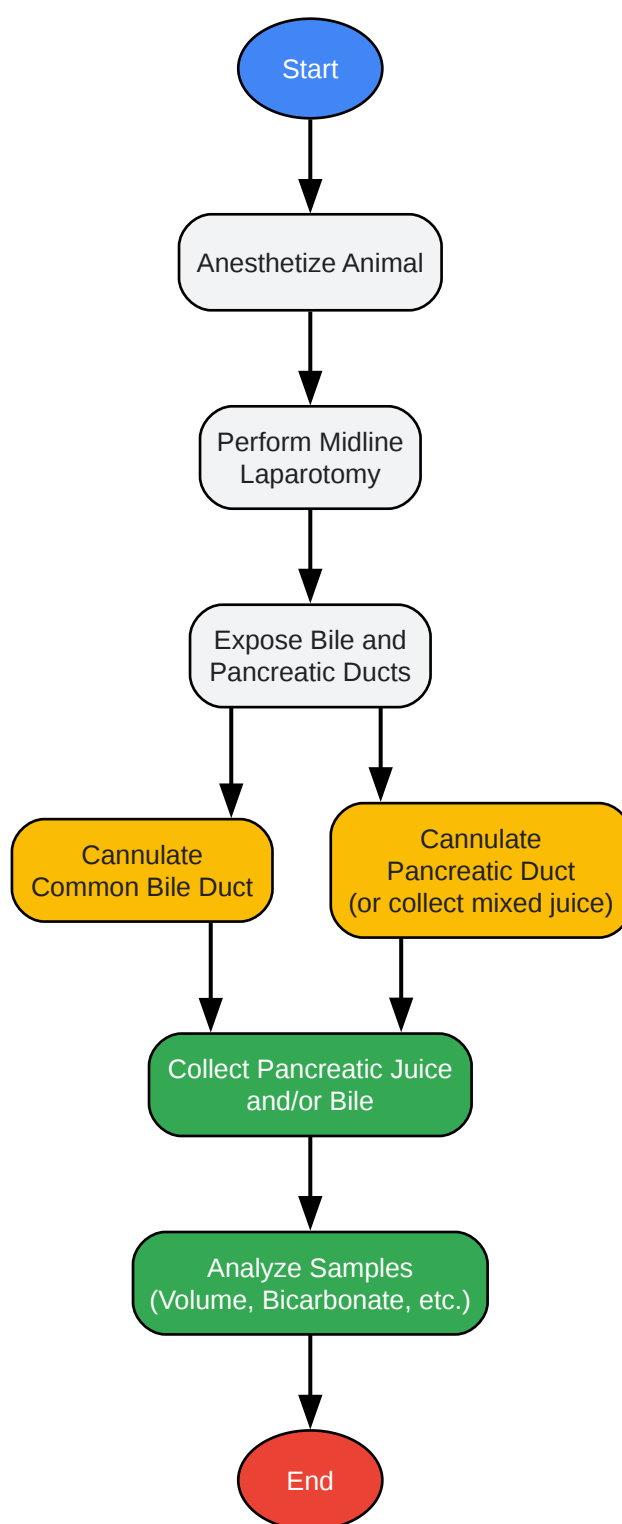 Start
Anesthetize Animal
Perform Midline
Laparotomy
Expose Bile and
Pancreatic Ducts
Cannulate
Common Bile Duct
Cannulate
Pancreatic Duct
(or collect mixed juice)
Collect Pancreatic Juice
and/or Bile
Analyze Samples
(Volume, Bicarbonate, etc.)
End